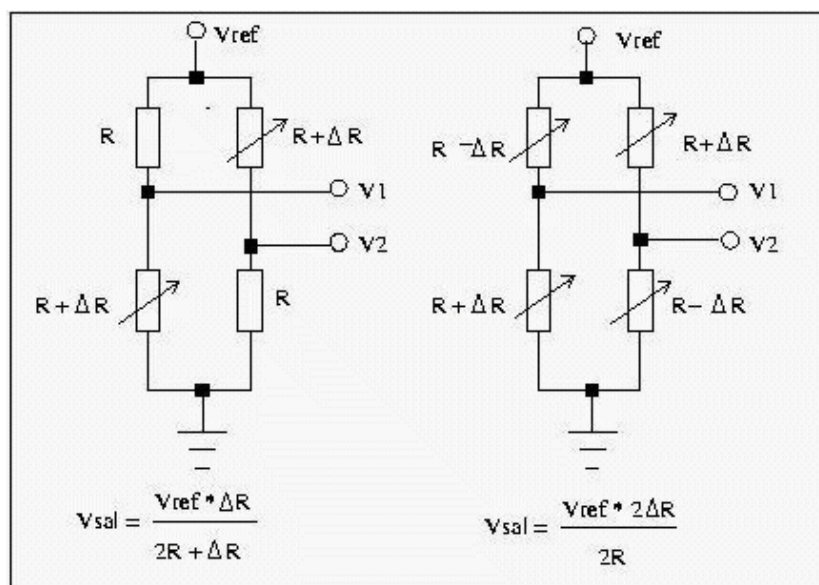 Vref
R
R+ΔR
V1
V2
R+ΔR
R
Vsal = Vref * ΔR / 2R + ΔR
Vref
R -ΔR
R+ΔR
V1
V2
R+ΔR
R- ΔR
Vsal = Vref * 2ΔR / 2R